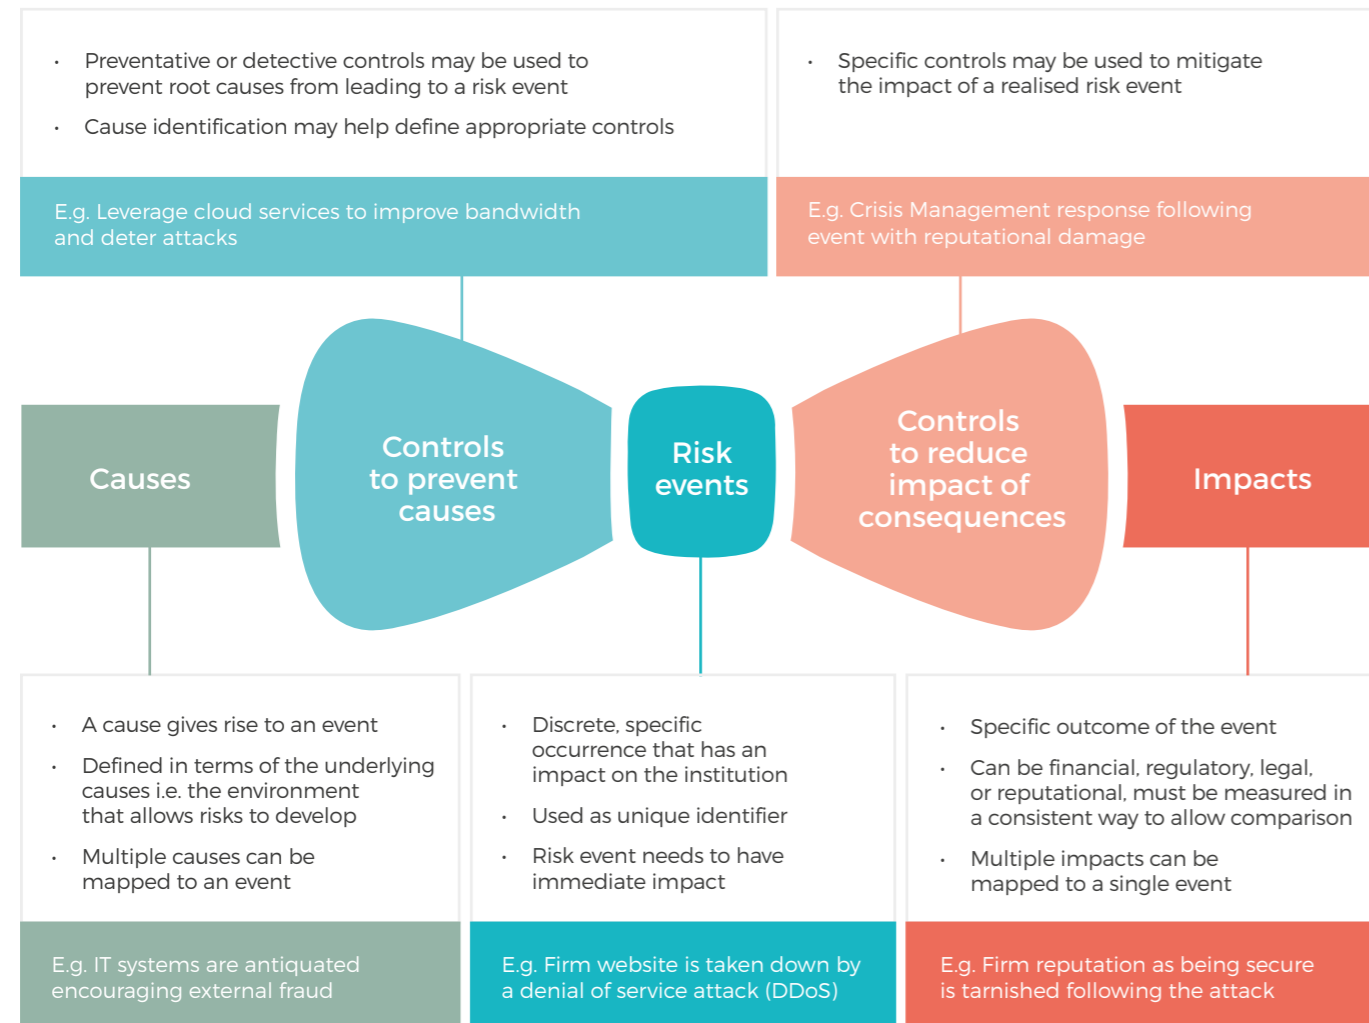 • Preventative or detective controls may be used to
prevent root causes from leading to a risk event
• Cause identification may help define appropriate controls
E.g. Leverage cloud services to improve bandwidth
and deter attacks
• Specific controls may be used to mitigate
the impact of a realised risk event
E.g. Crisis Management response following
event with reputational damage
Causes
Controls
to prevent
causes
Risk
events
Controls
to reduce
impact of
consequences
Impacts
• A cause gives rise to an event
• Defined in terms of the underlying
causes i.e. the environment
that allows risks to develop
• Multiple causes can be
mapped to an event
E.g. IT systems are antiquated
encouraging external fraud
• Discrete, specific
occurrence that has an
impact on the institution
• Used as unique identifier
• Risk event needs to have
immediate impact
E.g. Firm website is taken down by
a denial of service attack (DDoS)
• Specific outcome of the event
• Can be financial, regulatory, legal,
or reputational, must be measured in
a consistent way to allow comparison
• Multiple impacts can be
mapped to a single event
E.g. Firm reputation as being secure
is tarnished following the attack